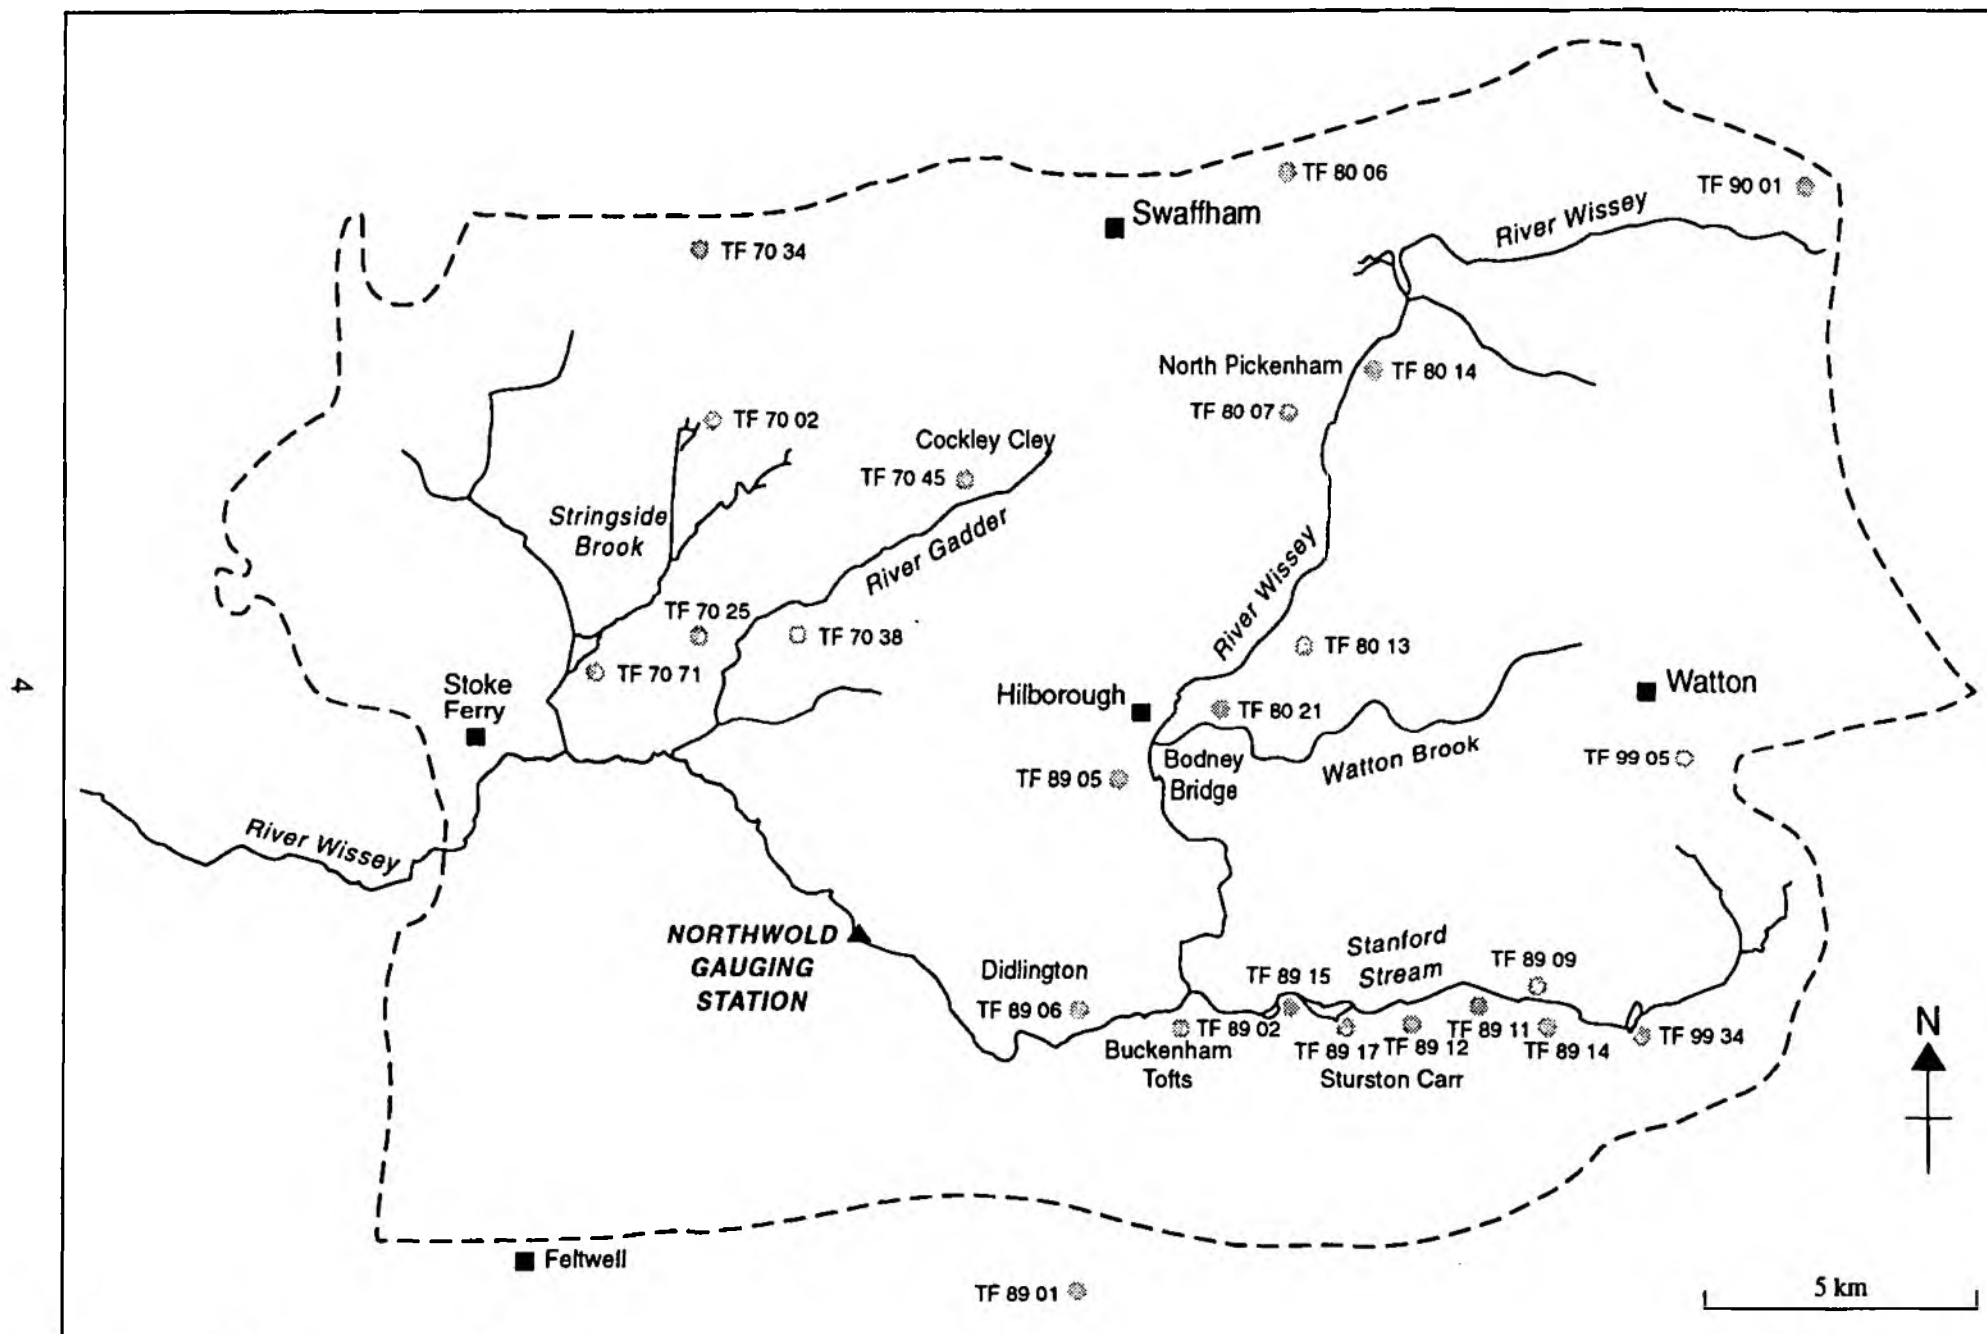 TF 80 06
TF 90 01
Swaffham
River Wissey
TF 70 34
North Pickenham
TF 80 14
TF 80 07
TF 70 02
Cockley Cley
TF 70 45
Stringside
Brook
River Gadder
River Wissey
TF 70 25
TF 70 38
TF 80 13
TF 70 71
4
Stoke
Ferry
Hilborough
TF 80 21
Watton
Bodney
Bridge
Watton Brook
TF 99 05
TF 89 05
River Wissey
NORTHWOLD
GAUGING
STATION
Didlington
TF 89 06
Stanford
Stream
TF 89 15
TF 89 09
TF 89 02
TF 89 17
TF 89 12
TF 89 11
TF 89 14
TF 99 34
Buckenham
Tofts
Sturston Carr
N
Feltwell
TF 89 01
5 km